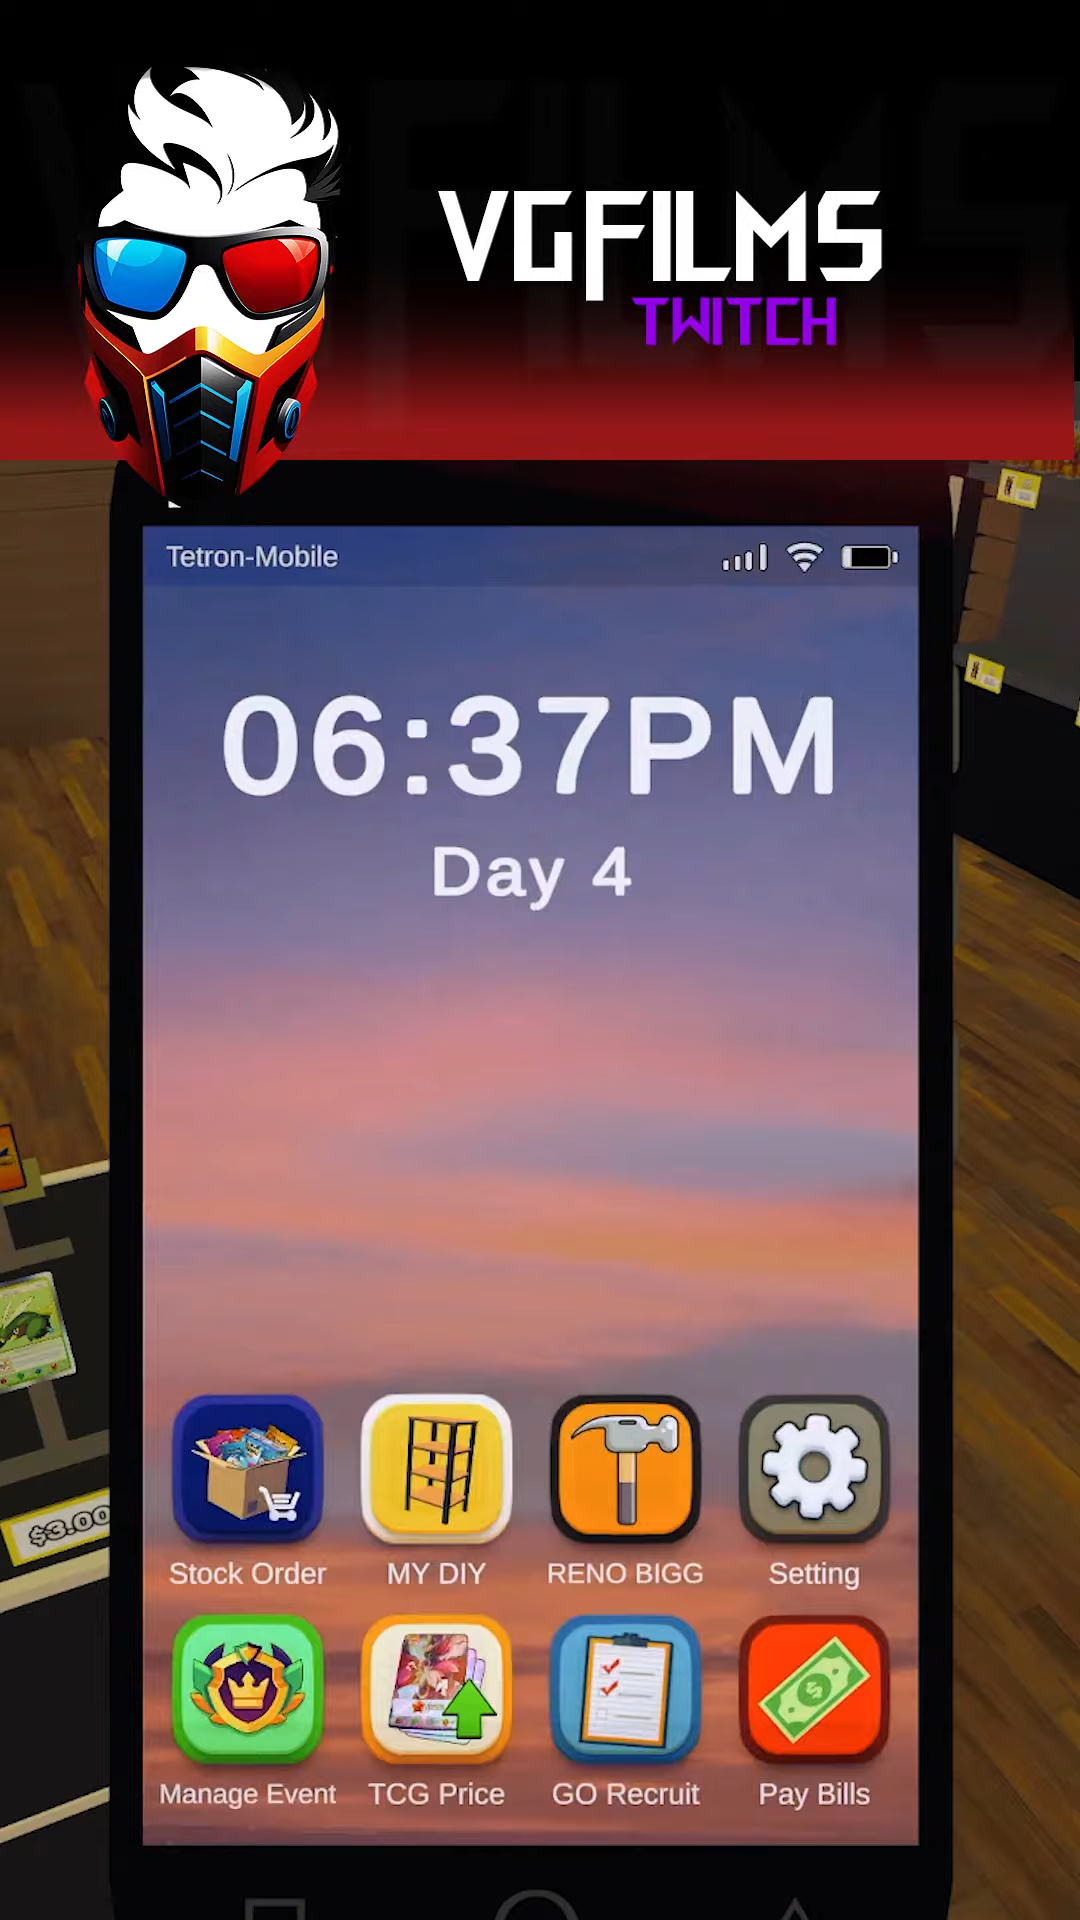 VGFILMS
TWITCH
Tetron-Mobile
06:37PM
Day 4
Stock Order
MY DIY
RENO BIGG
Setting
$3.00
Manage Event
TCG Price
GO Recruit
Pay Bills